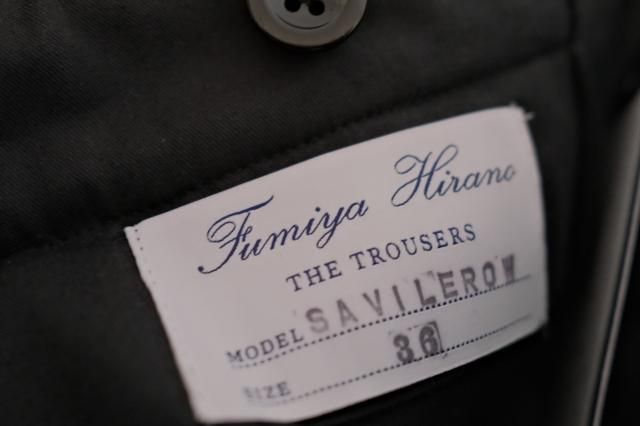 Fumiya Hirano
THE TROUSERS
MODEL SAVILEROW
SIZE 36